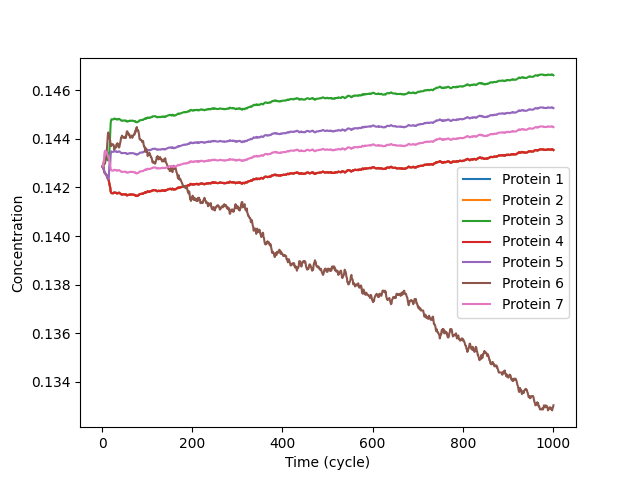 0.146
0.144
0.142
0.140
0.138
0.136
0.134
Concentration
0
200
400
600
800
1000
Time (cycle)
Protein 1
Protein 2
Protein 3
Protein 4
Protein 5
Protein 6
Protein 7